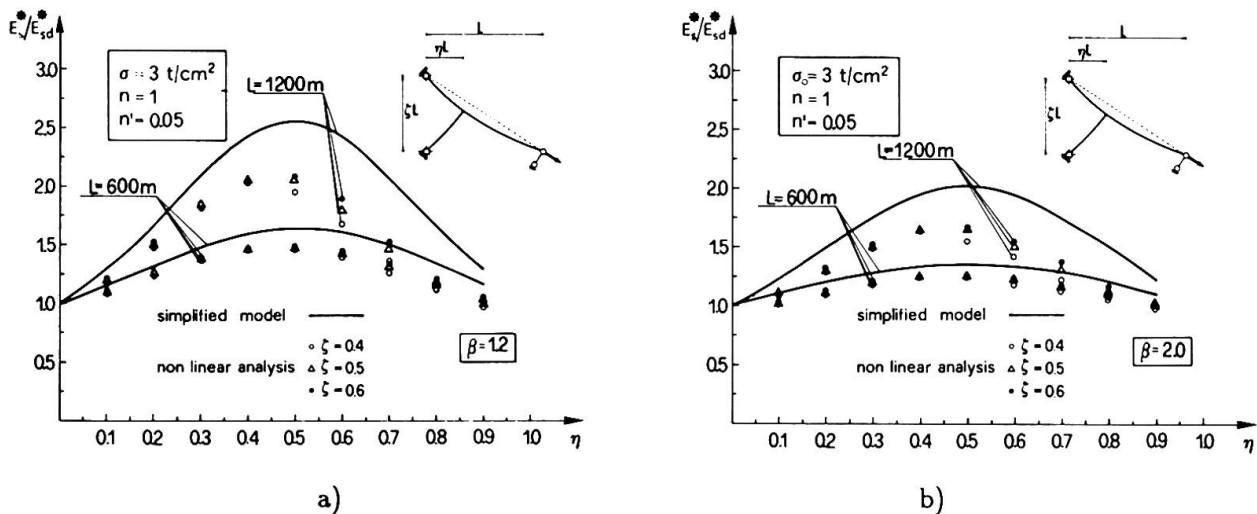 E*s/E*sd
L
ηL
ζL
σ = 3 t/cm²
n = 1
n' = 0.05
L = 1200 m
L = 600 m
3.0
2.5
2.0
1.5
1.0
0.5
simplified model
non linear analysis
○ ζ = 0.4
△ ζ = 0.5
• ζ = 0.6
β = 1.2
0.1 0.2 0.3 0.4 0.5 0.6 0.7 0.8 0.9 1.0 η
a)
E*s/E*sd
L
ηL
ζL
σ₀ = 3 t/cm²
n = 1
n' = 0.05
L = 1200 m
L = 600 m
3.0
2.5
2.0
1.5
1.0
0.5
simplified model
non linear analysis
○ ζ = 0.4
△ ζ = 0.5
• ζ = 0.6
β = 2.0
0.1 0.2 0.3 0.4 0.5 0.6 0.7 0.8 0.9 1.0 η
b)